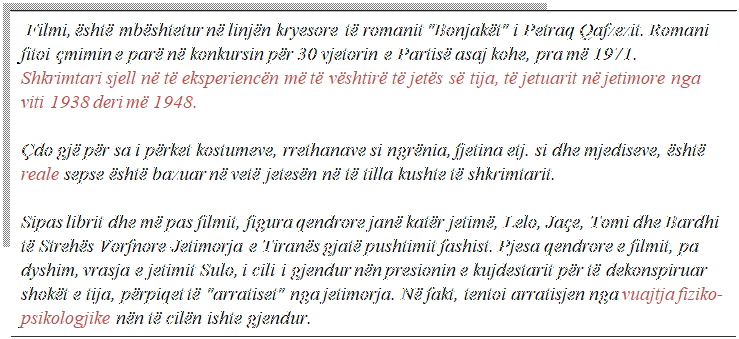 Filmi, është mbështetur në linjën kryesore të romanit "Bonjakët" i Petraq Qafzezit. Romani
fitoi çmimin e parë në konkursin për 30 vjetorin e Partisë asaj kohe, pra më 1971.
Shkrimtari sjell në të eksperiencën më të vështirë të jetës së tija, të jetuarit në jetimore nga
viti 1938 deri më 1948.
Çdo gjë për sa i përket kostumeve, rrethanave si ngrënia, fjetina etj. si dhe mjediseve, është
reale sepse është bazuar në vetë jetesën në të tilla kushte të shkrimtarit.
Sipas librit dhe më pas filmit, figura qendrore janë katër jetimë, Lelo, Jaçe, Tomi dhe Bardhi
të Strehës Vorfnore-Jetimorja e Tiranës gjatë pushtimit fashist. Pjesa qendrore e filmit, pa
dyshim, vrasja e jetimit Sulo, i cili i gjendur nën presionin e kujdestarit për të dekonspiruar
shokët e tija, përpiqet të "arratiset" nga jetimorja. Në fakt, tentoi arratisjen nga vuajtja fiziko-
psikologjike nën të cilën ishte gjendur.